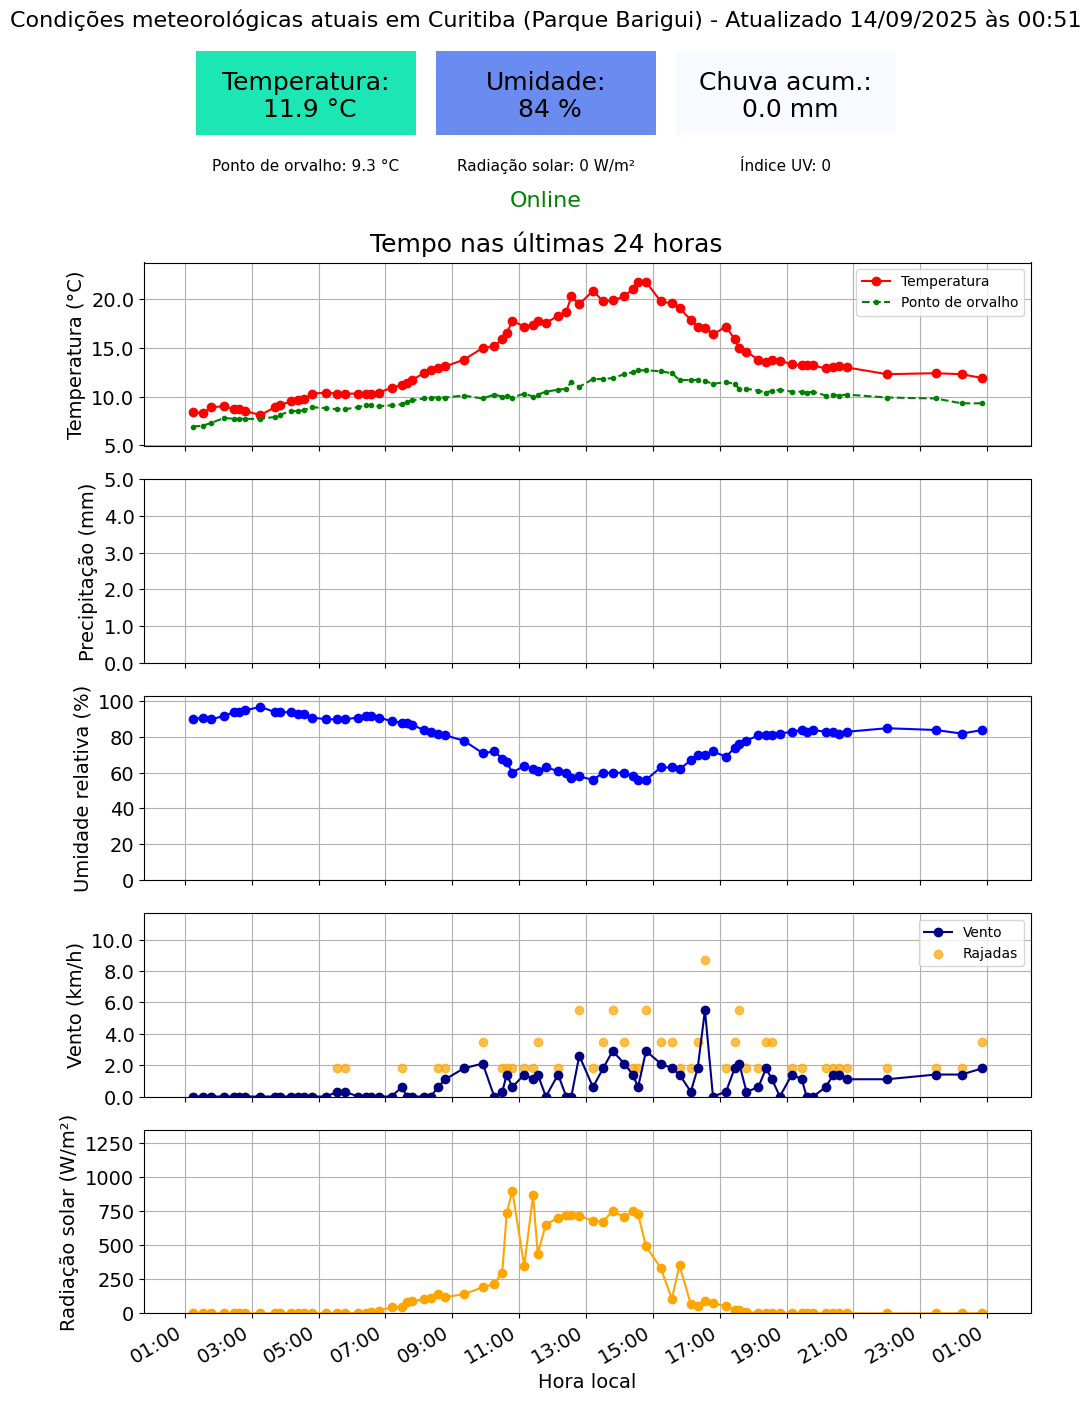 Condições meteorológicas atuais em Curitiba (Parque Barigui) - Atualizado 14/09/2025 às 00:51
Temperatura:
11.9 °C
Umidade:
84 %
Chuva acum.:
0.0 mm
Ponto de orvalho: 9.3 °C
Radiação solar: 0 W/m²
Índice UV: 0
Online
Tempo nas últimas 24 horas
Temperatura (°C)
20.0
15.0
10.0
5.0
Temperatura
Ponto de orvalho
Precipitação (mm)
5.0
4.0
3.0
2.0
1.0
0.0
Umidade relativa (%)
100
80
60
40
20
0
Vento (km/h)
10.0
8.0
6.0
4.0
2.0
0.0
Vento
Rajadas
Radiação solar (W/m²)
1250
1000
750
500
250
0
01:00
03:00
05:00
07:00
09:00
11:00
13:00
15:00
17:00
19:00
21:00
23:00
01:00
Hora local